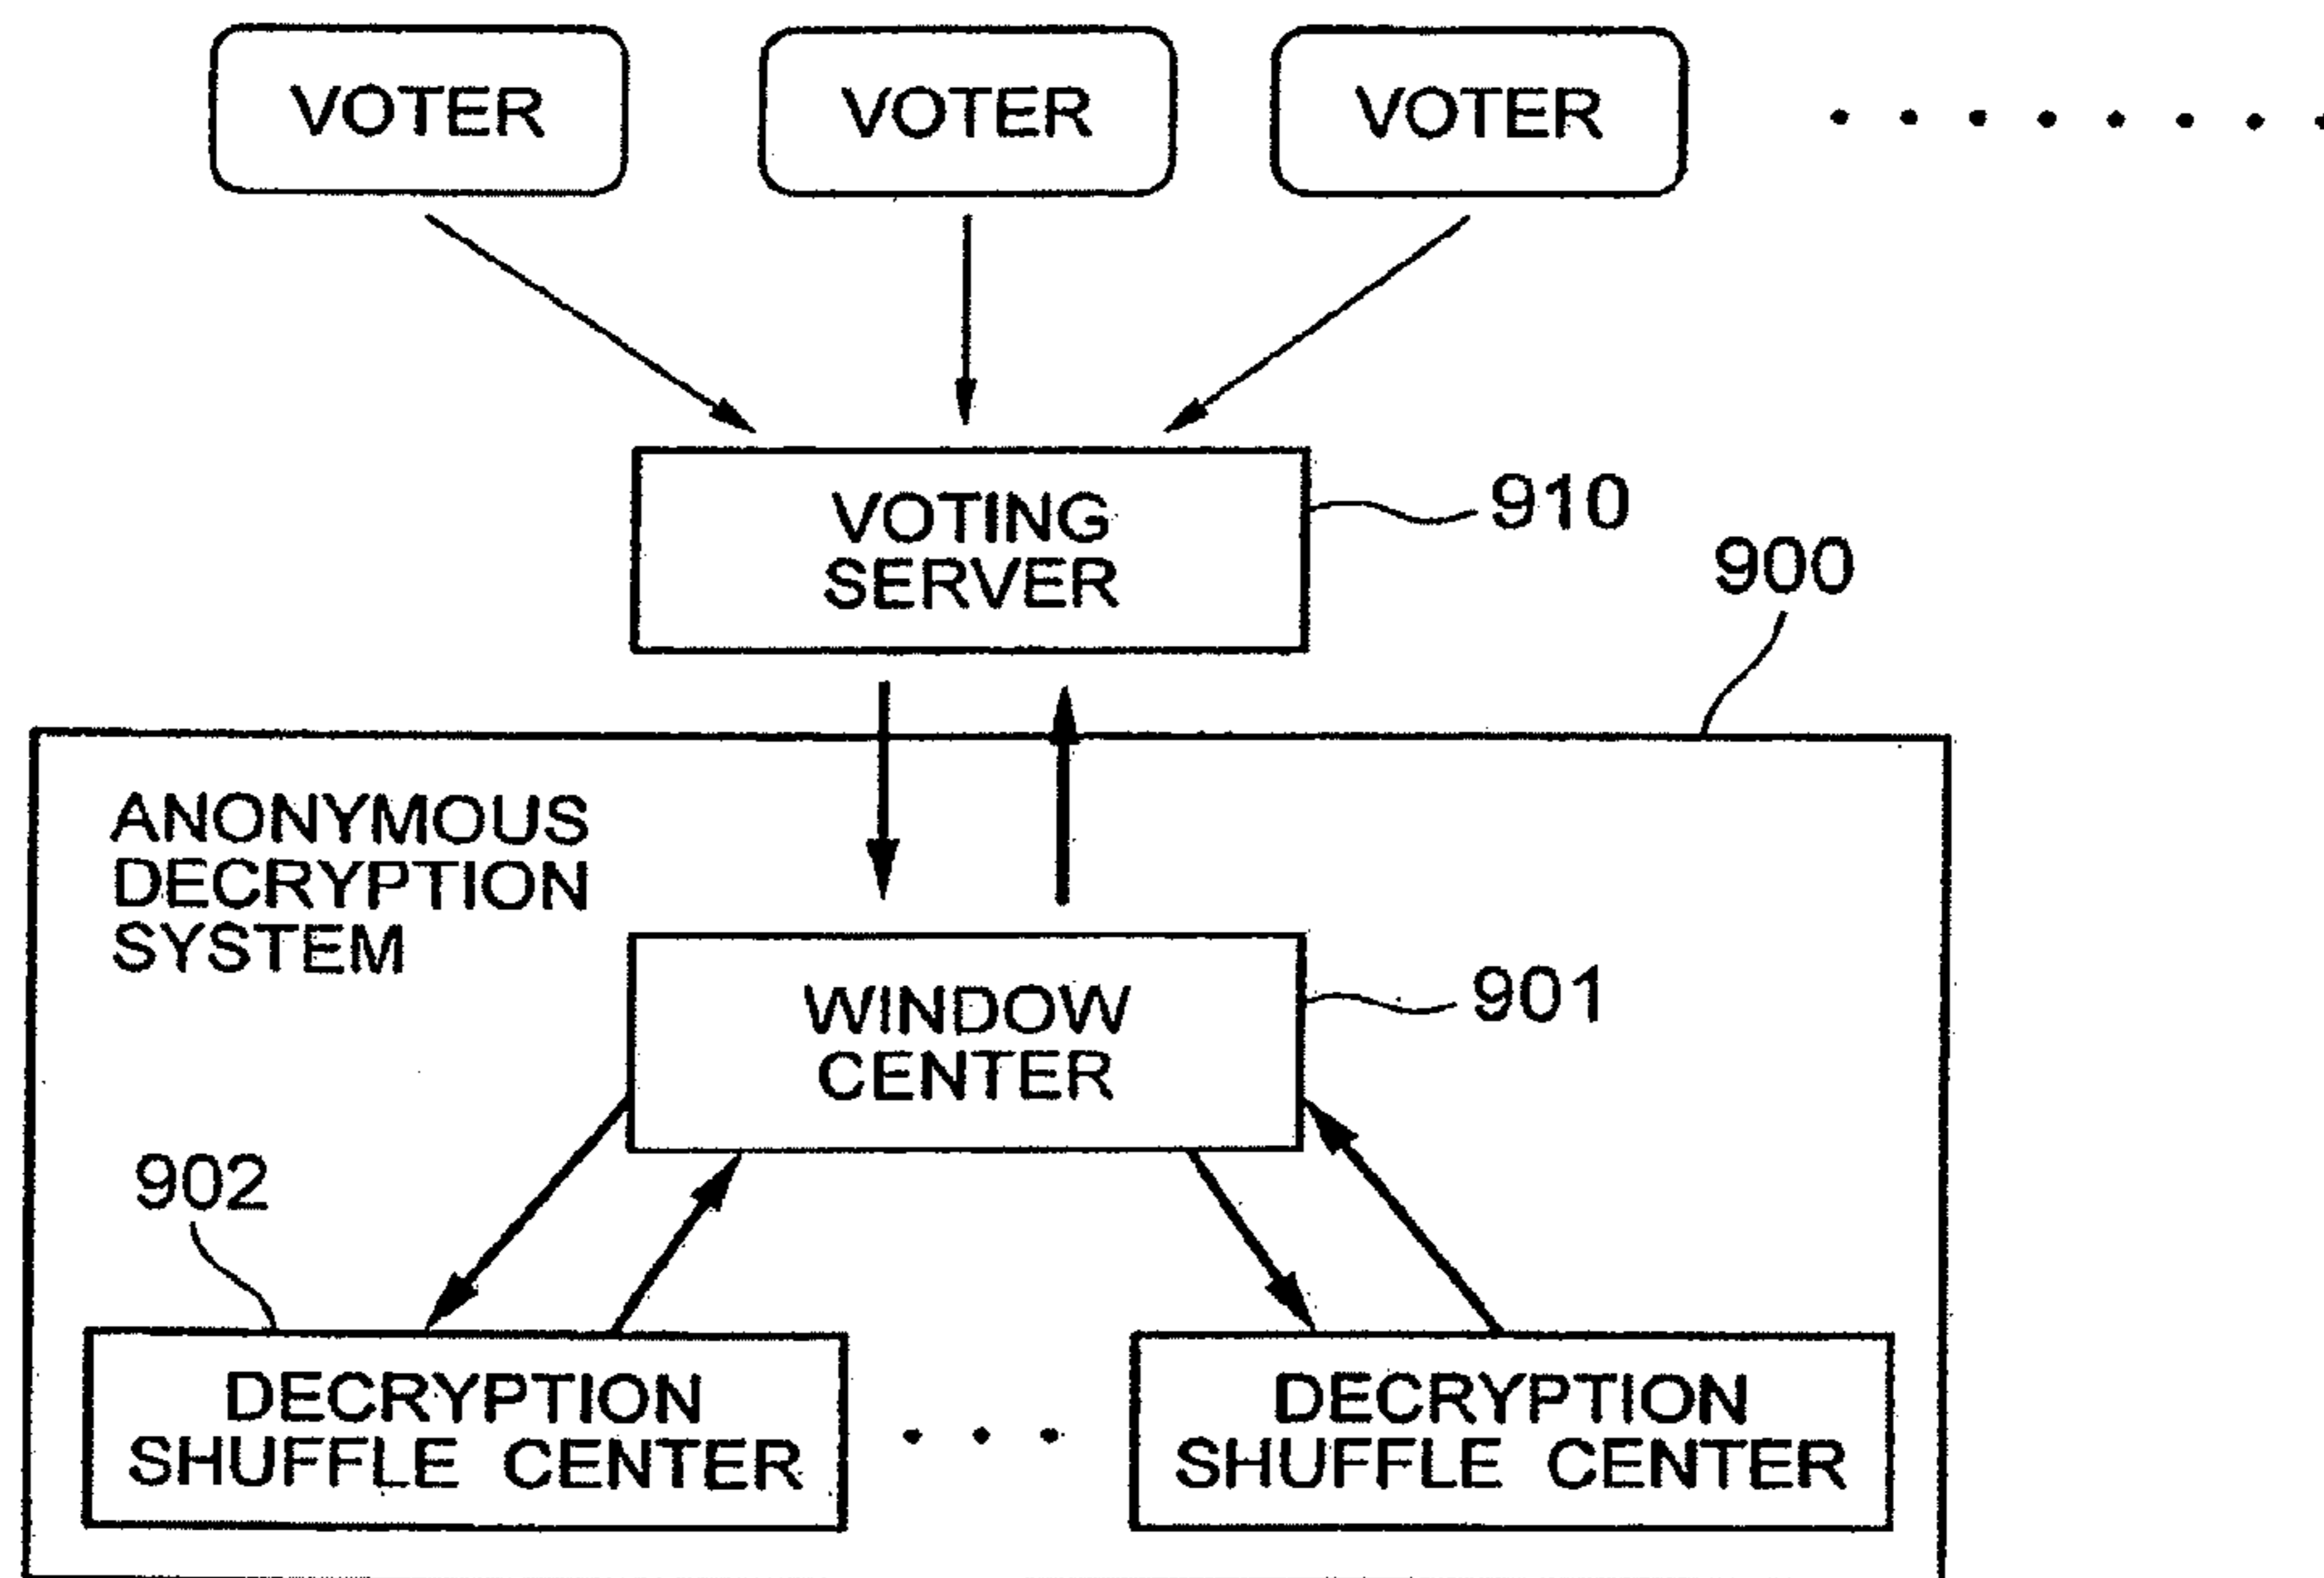 VOTER VOTER VOTER
VOTING
SERVER
910
900
ANONYMOUS
DECRYPTION
SYSTEM
WINDOW
CENTER
901
902
DECRYPTION
SHUFFLE CENTER
DECRYPTION
SHUFFLE CENTER